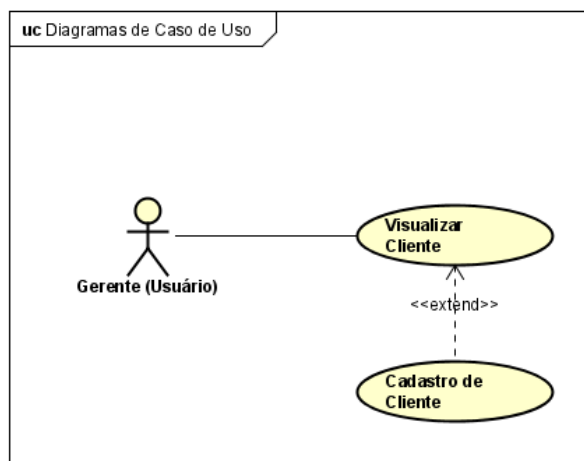 uc Diagramas de Caso de Uso
Visualizar
Cliente
Gerente (Usuário)
<<extend>>
Cadastro de
Cliente